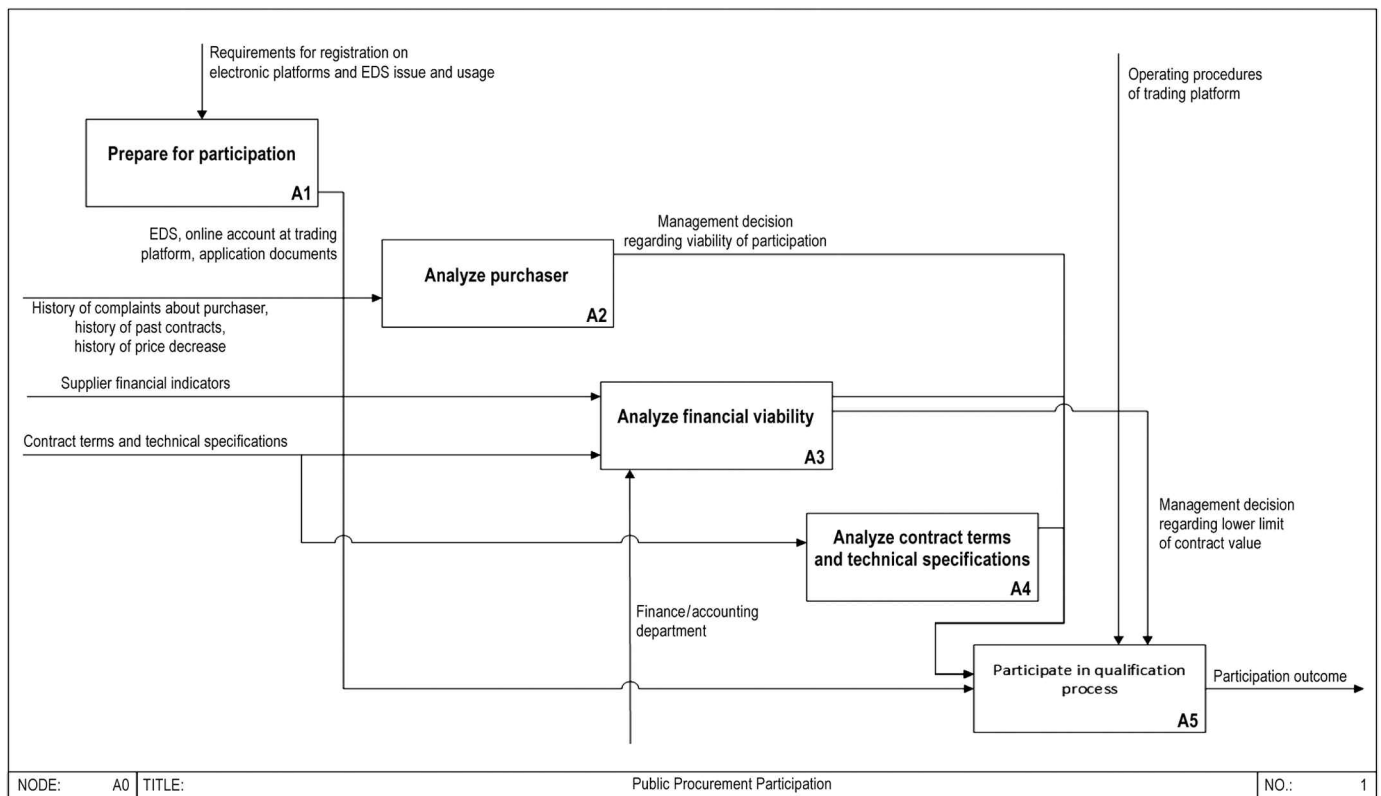 Requirements for registration on
electronic platforms and EDS issue and usage
Operating procedures
of trading platform
Prepare for participation
A1
EDS, online account at trading
platform, application documents
Management decision
regarding viability of participation
Analyze purchaser
A2
History of complaints about purchaser,
history of past contracts,
history of price decrease
Supplier financial indicators
Analyze financial viability
A3
Contract terms and technical specifications
Management decision
regarding lower limit
of contract value
Analyze contract terms
and technical specifications
A4
Finance/accounting
department
Participate in qualification
process
A5
Participation outcome
NODE: A0 TITLE: Public Procurement Participation NO.: 1